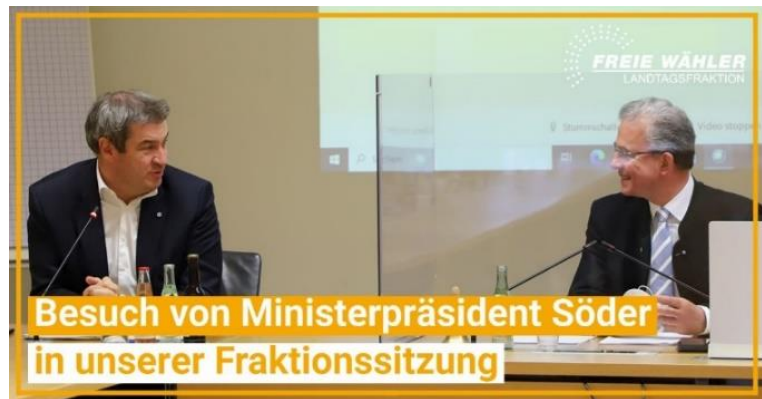 FREIE WÄHLER
LANDTAGSFRAKTION
Besuch von Ministerpräsident Söder
in unserer Fraktionssitzung